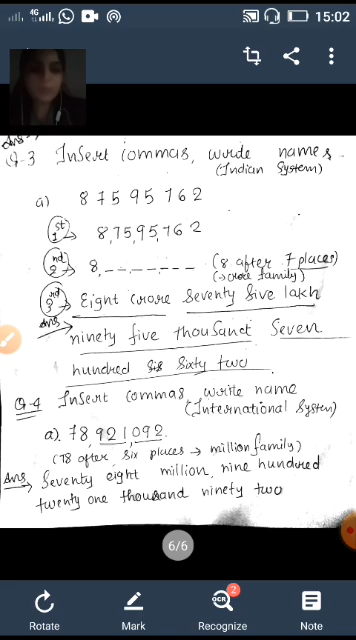 4G 15:02
Ans
Q-3 Insert commas, write names
(Indian System)
a) 8 7 5 9 5 7 6 2
1st → 8,75,95,762
2nd → 8,--,--,--- (8 after 7 places)
(→ crore family)
3rd → Eight crore seventy five lakh
Ans → ninety five thousand seven
hundred sixty two
Q-4 Insert commas, write name
(International System)
a). 78,921,092.
(78 after six places → million family)
Ans → Seventy eight million, nine hundred
twenty one thousand ninety two
6/6
OCR 2
Rotate Mark Recognize Note